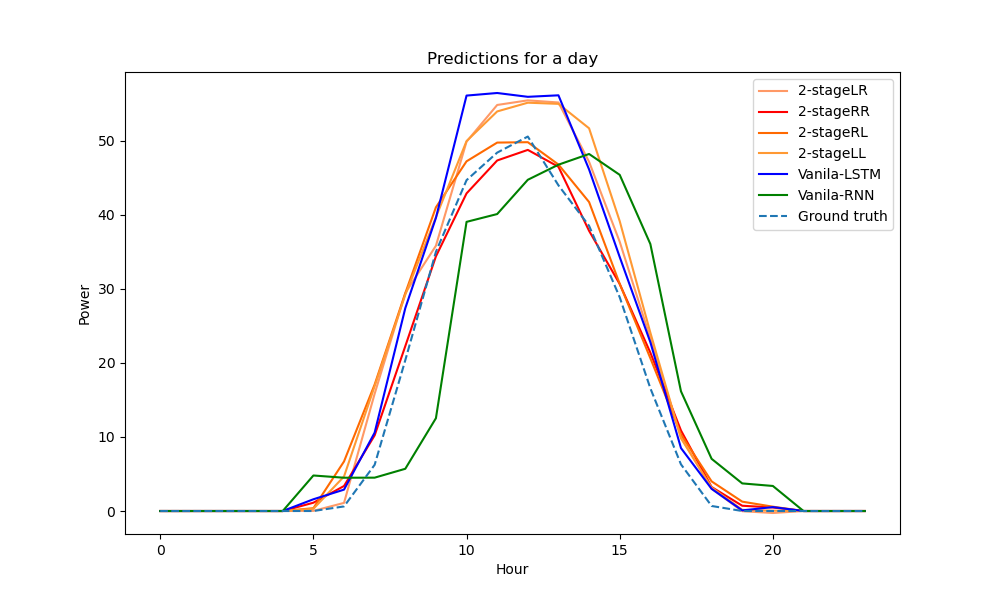 Predictions for a day
2-stageLR
2-stageRR
2-stageRL
2-stageLL
Vanila-LSTM
Vanila-RNN
Ground truth
Power
50
40
30
20
10
0
0 5 10 15 20
Hour